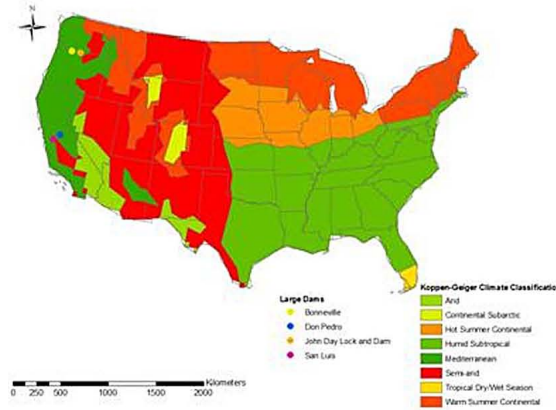 N
Large Dams
Bonneville
Don Pedro
John Day Lock and Dam
San Luis
Koppen-Geiger Climate Classificatio
Arid
Continental Subarctic
Hot Summer Continental
Humid Subtropical
Mediterranean
Semi-arid
Tropical Dry/Wet Season
Warm Summer Continental
Kilometers
0 250 500 1000 1500 2000